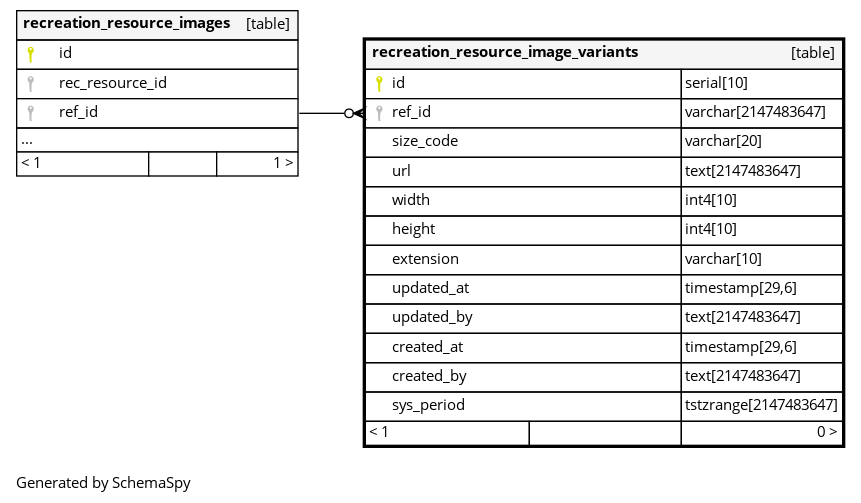 recreation_resource_images [table]
id
rec_resource_id
ref_id
...
< 1 1 >
recreation_resource_image_variants [table]
id serial[10]
ref_id varchar[2147483647]
size_code varchar[20]
url text[2147483647]
width int4[10]
height int4[10]
extension varchar[10]
updated_at timestamp[29,6]
updated_by text[2147483647]
created_at timestamp[29,6]
created_by text[2147483647]
sys_period tstzrange[2147483647]
< 1 0 >
Generated by SchemaSpy